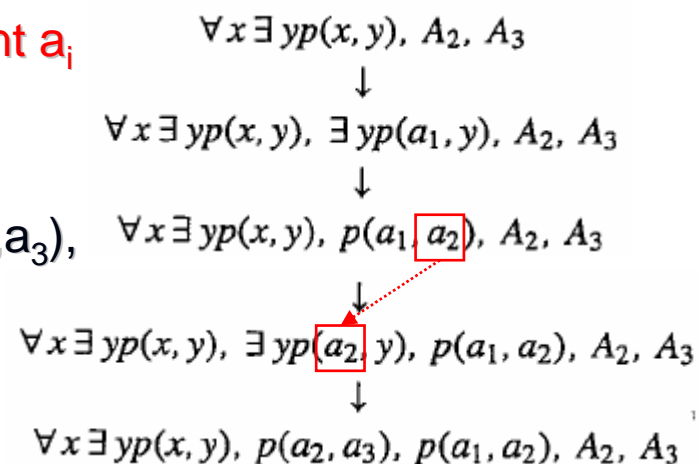 nt aᵢ
∀x∃yp(x, y), A₂, A₃
↓
∀x∃yp(x, y), ∃yp(a₁, y), A₂, A₃
↓
,a₃),
∀x∃yp(x, y), p(a₁, a₂), A₂, A₃
↓
∀x∃yp(x, y), ∃yp(a₂, y), p(a₁, a₂), A₂, A₃
↓
∀x∃yp(x, y), p(a₂, a₃), p(a₁, a₂), A₂, A₃